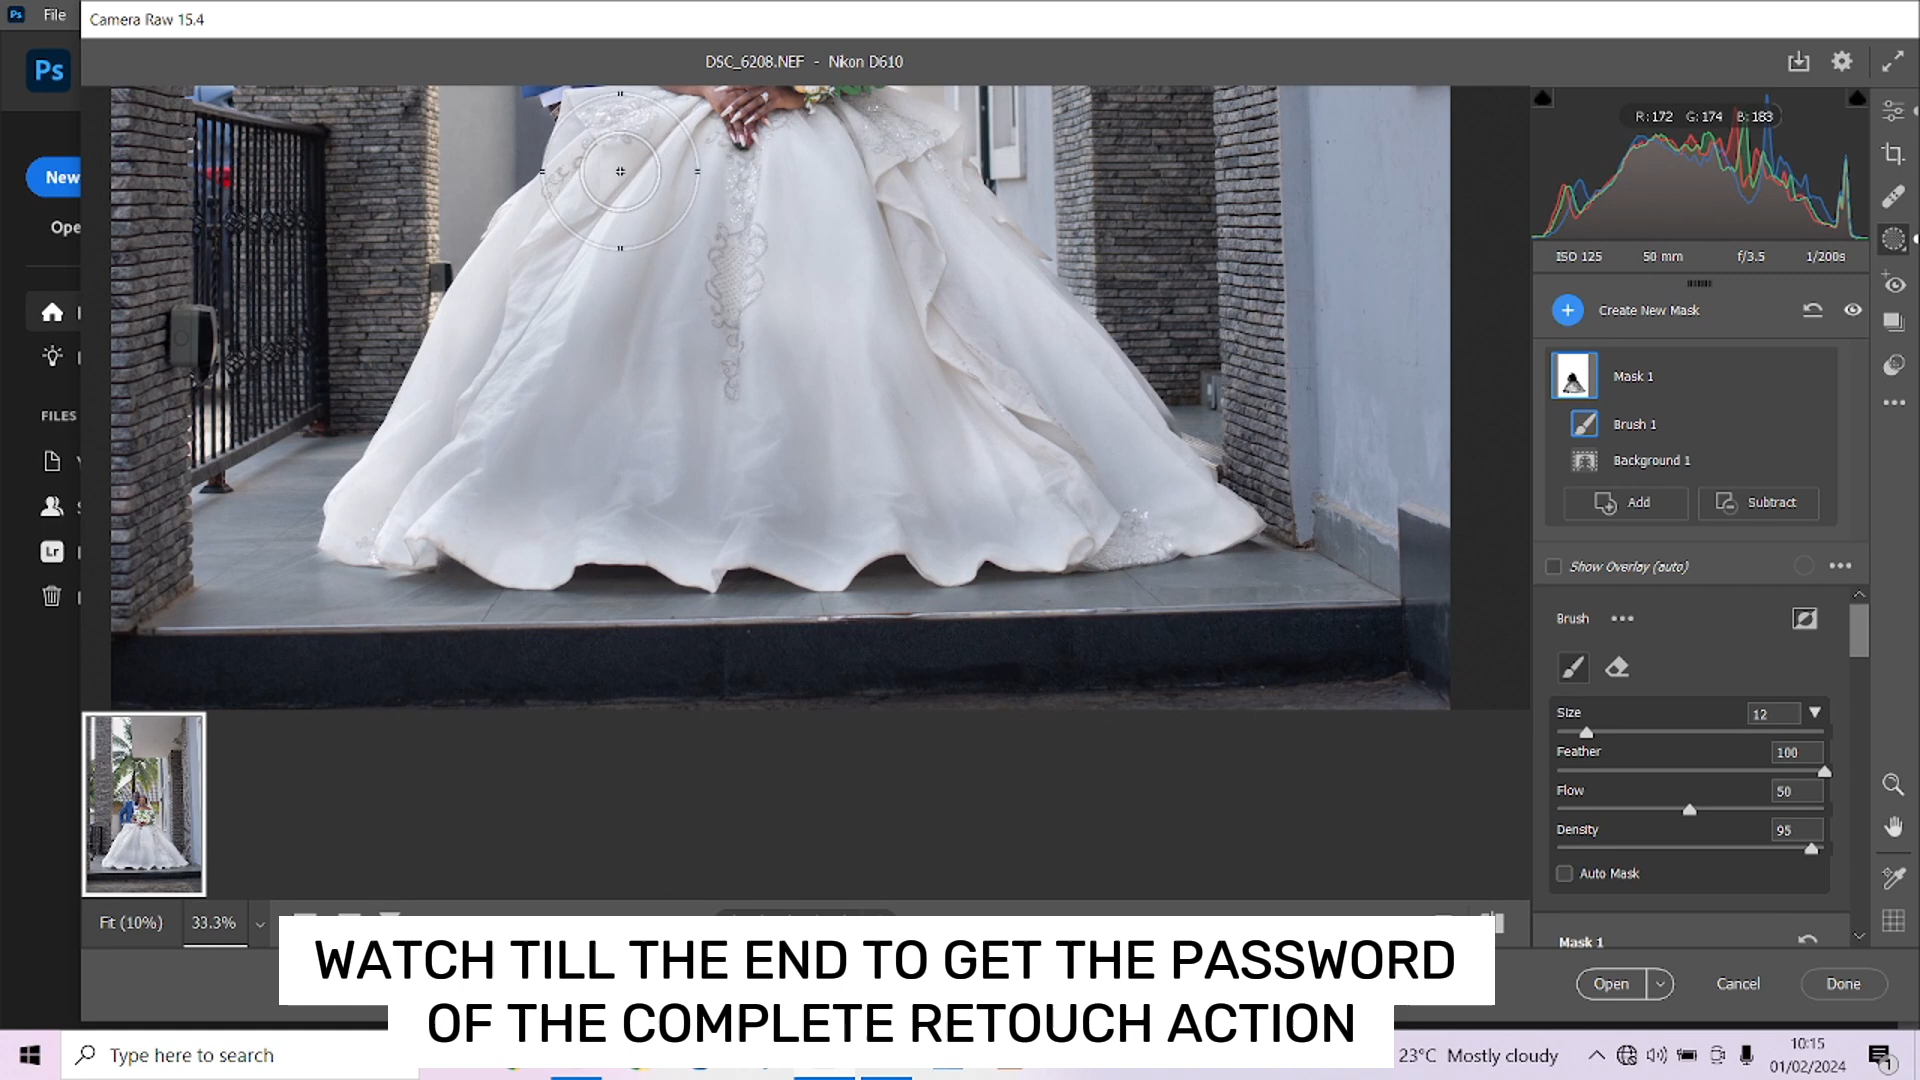 Ps File Camera Raw 15.4
DSC_6208.NEF - Nikon D610
Ps
R: 172 G: 174 B: 183
New
Ope
ISO 125 50 mm f/3.5 1/200s
Create New Mask
Mask 1
FILES
Brush 1
Background 1
Add Subtract
Lr
Show Overlay (auto)
Brush
Size 12
Feather 100
Flow 50
Density 95
Auto Mask
Fit (10%) 33.3%
Mask 1
WATCH TILL THE END TO GET THE PASSWORD
OF THE COMPLETE RETOUCH ACTION
Open Cancel Done
Type here to search
23°C Mostly cloudy
10:15
01/02/2024
1